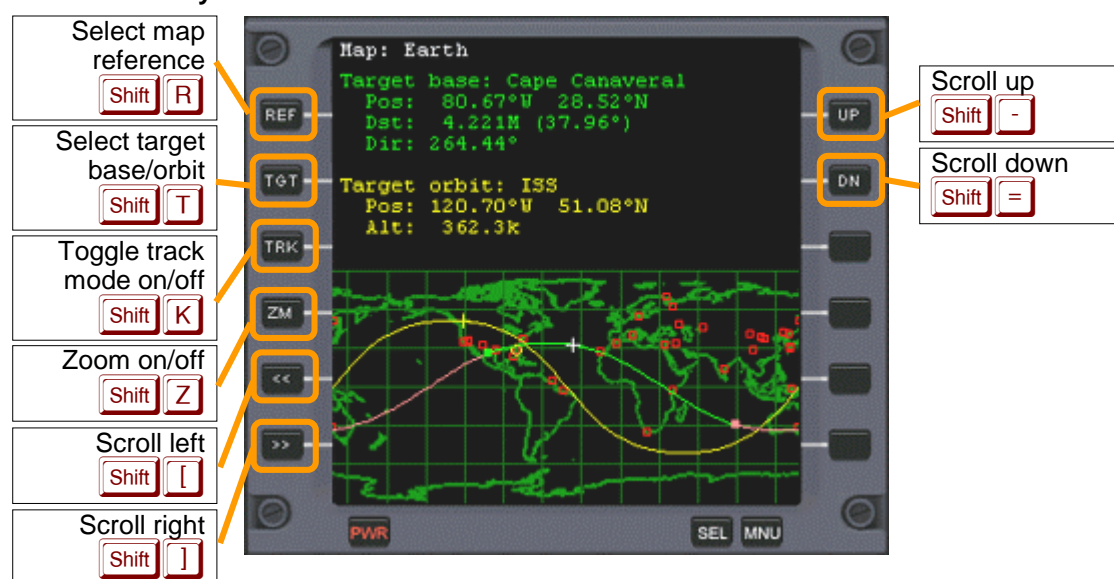 Select map
reference
Shift R
Select target
base/orbit
Shift T
Toggle track
mode on/off
Shift K
Zoom on/off
Shift Z
Scroll left
Shift [
Scroll right
Shift ]
REF
TGT
TRK
ZM
<<
>>
Map: Earth
Target base: Cape Canaveral
Pos: 80.67°W 28.52°N
Dst: 4.221M (37.96°)
Dir: 264.44°
Target orbit: ISS
Pos: 120.70°W 51.08°N
Alt: 362.3k
PWR
SEL MNU
UP
DN
Scroll up
Shift -
Scroll down
Shift =